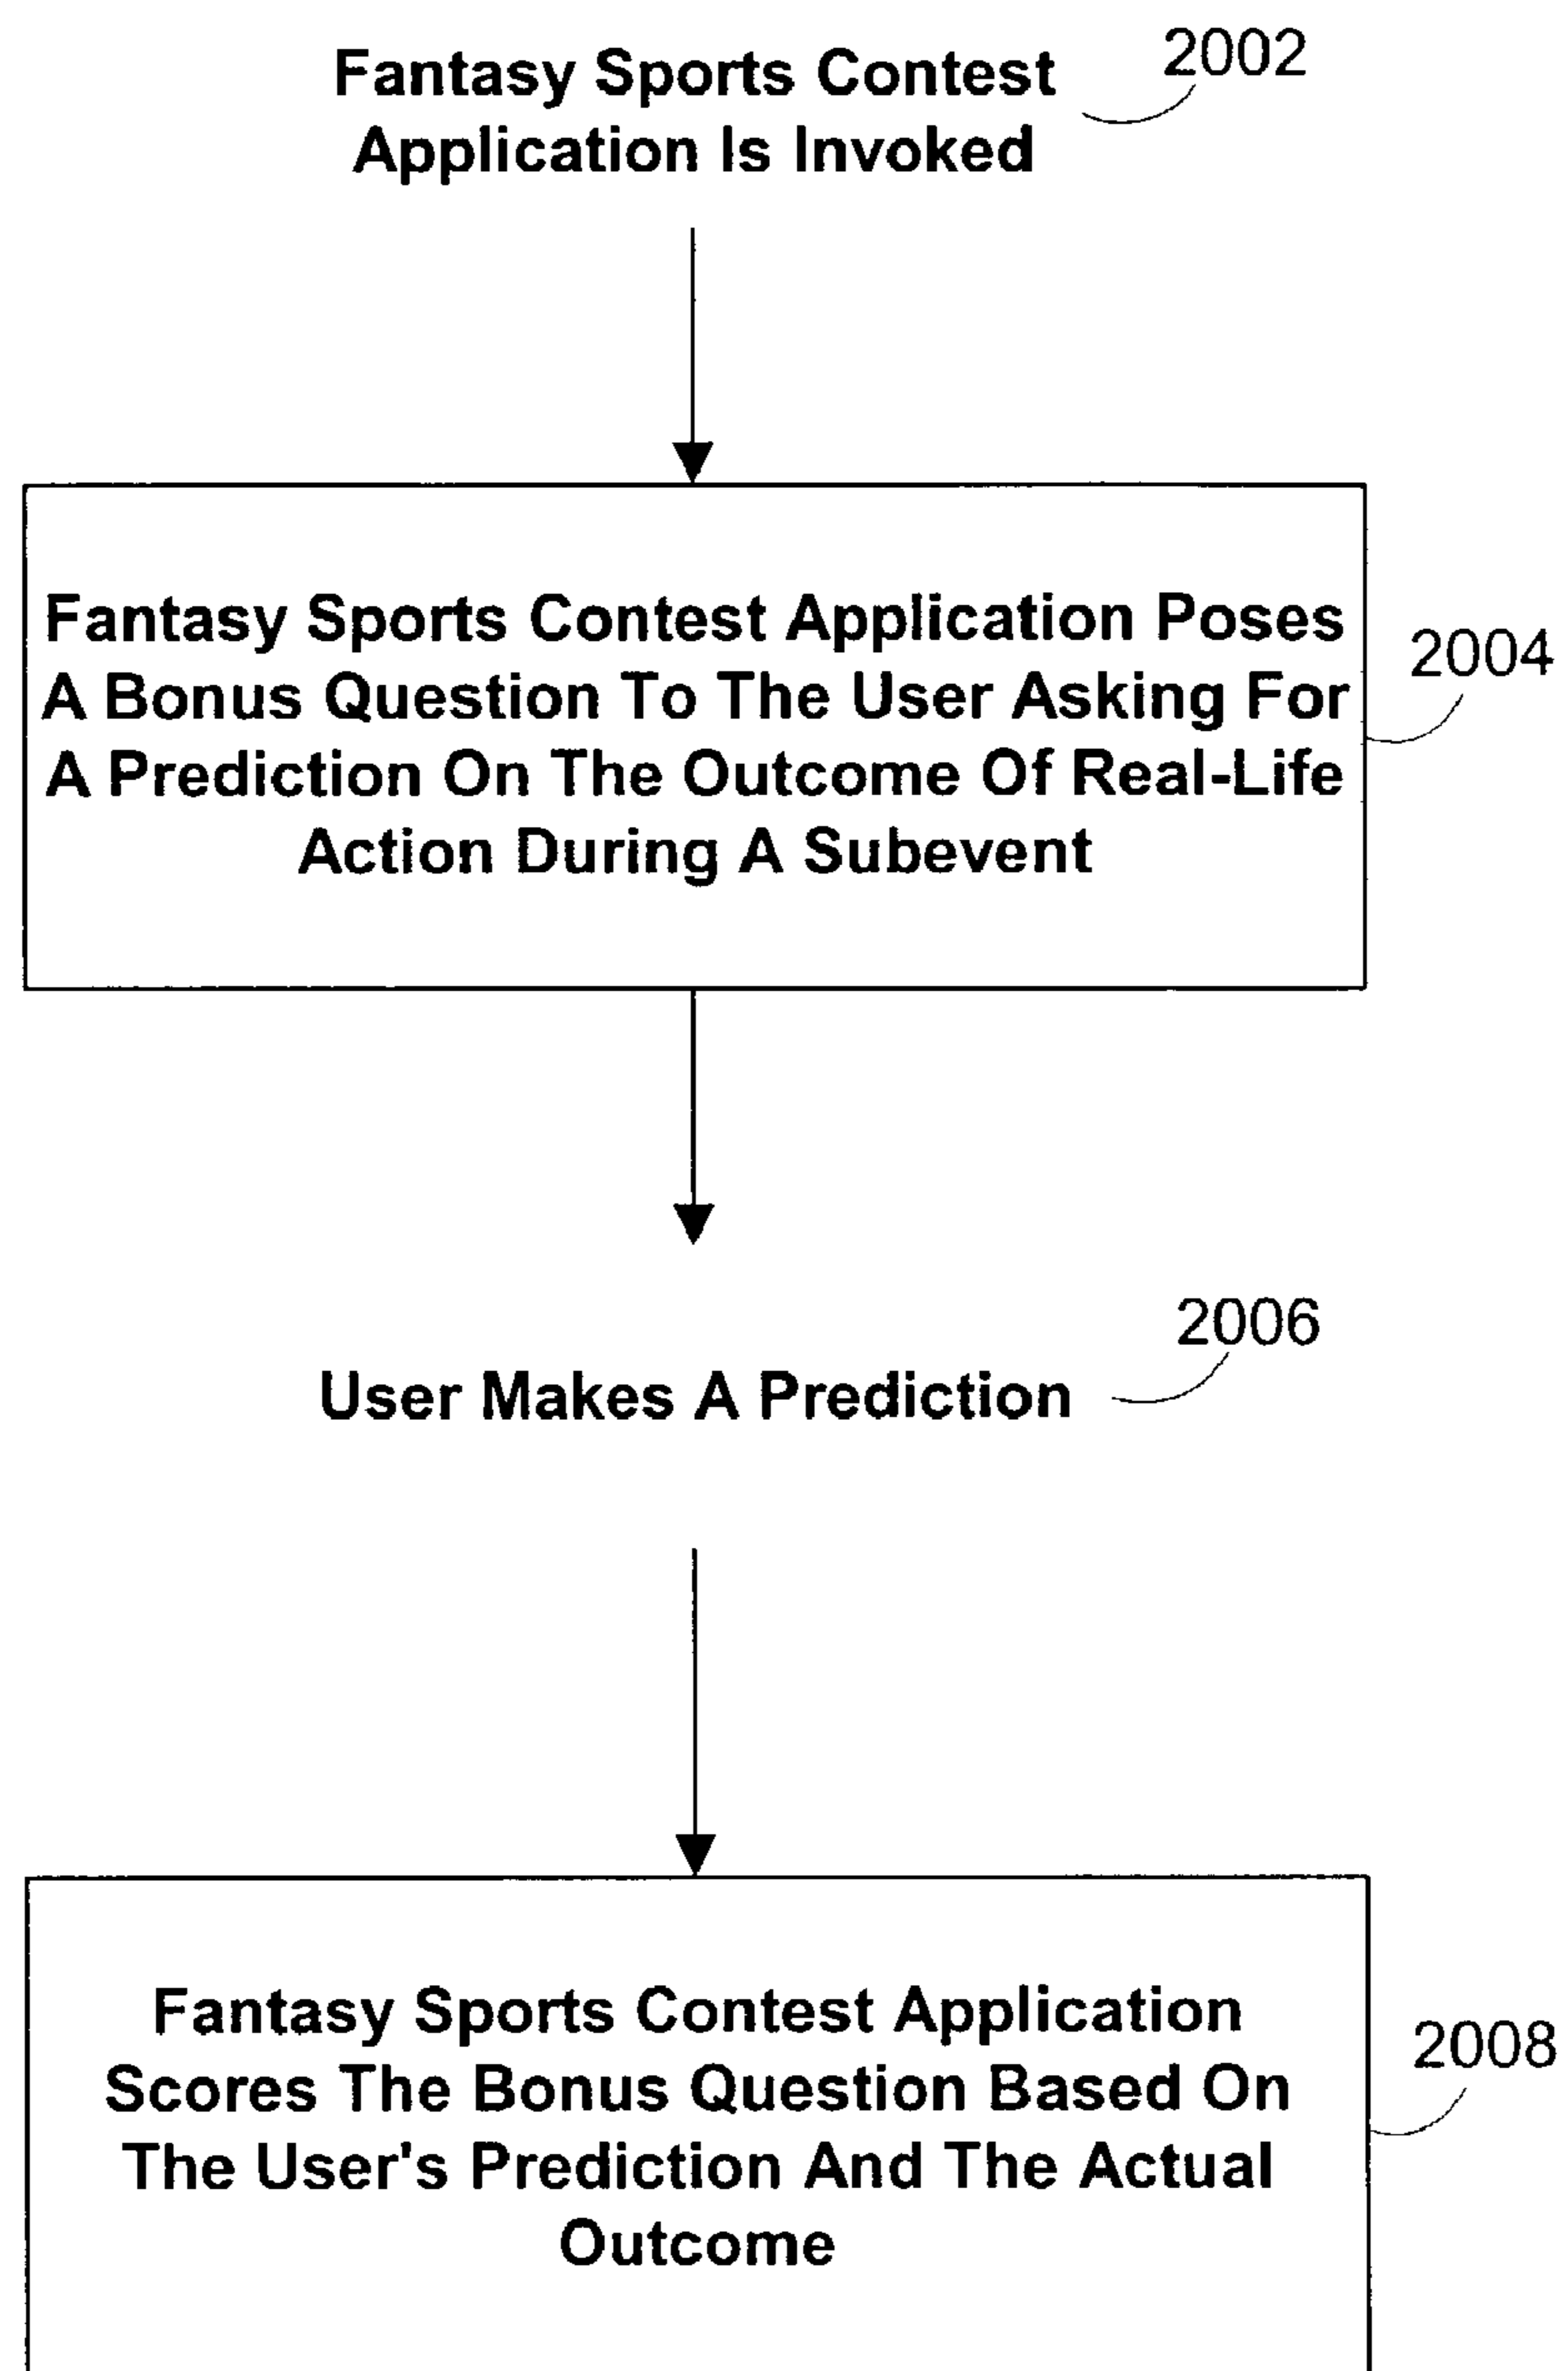 Fantasy Sports Contest
Application Is Invoked
2002
Fantasy Sports Contest Application Poses
A Bonus Question To The User Asking For
A Prediction On The Outcome Of Real-Life
Action During A Subevent
2004
User Makes A Prediction
2006
Fantasy Sports Contest Application
Scores The Bonus Question Based On
The User's Prediction And The Actual
Outcome
2008